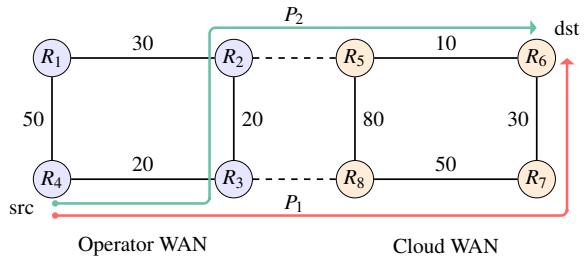 P2
dst
R1 30 R2 R5 10 R6
50 20 80 30
R4 20 R3 R8 50 R7
src
P1
Operator WAN Cloud WAN